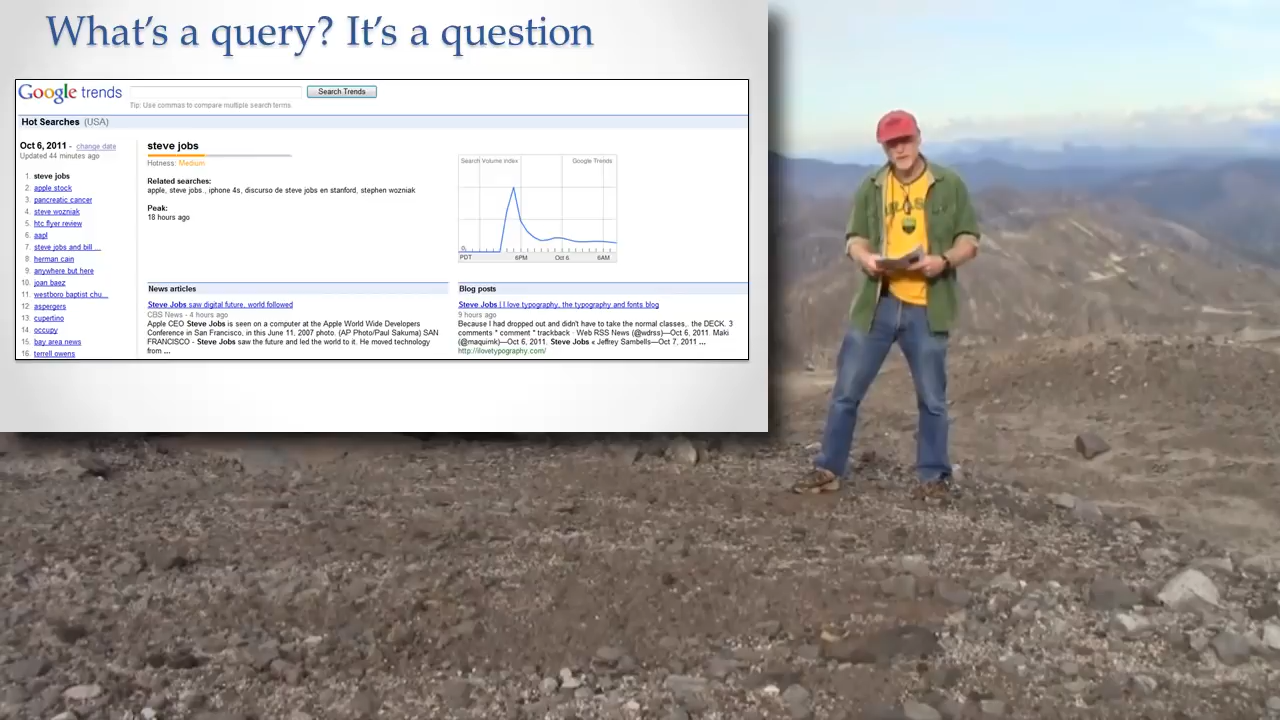 What's a query? It's a question
Google trends
Search Trends
Tip: Use commas to compare multiple search terms.
Hot Searches (USA)
Oct 6, 2011 - change date
Updated 44 minutes ago
1. steve jobs
2. apple stock
3. pancreatic cancer
4. steve wozniak
5. htc flyer review
6. aapl
7. steve jobs and bill ...
8. herman cain
9. anywhere but here
10. joan baez
11. westboro baptist chu...
12. aspergers
13. cupertino
14. occupy
15. bay area news
16. terrell owens
steve jobs
Hotness: Medium
Related searches:
apple, steve jobs , iphone 4s, discurso de steve jobs en stanford, stephen wozniak
Peak:
18 hours ago
Search Volume index Google Trends
0
PDT 6PM Oct 6 6AM
News articles
Steve Jobs saw digital future, world followed
CBS News - 4 hours ago
Apple CEO Steve Jobs is seen on a computer at the Apple World Wide Developers
Conference in San Francisco, in this June 11, 2007 photo. (AP Photo/Paul Sakuma) SAN
FRANCISCO - Steve Jobs saw the future and led the world to it. He moved technology
from ...
Blog posts
Steve Jobs | I love typography, the typography and fonts blog
9 hours ago
Because I had dropped out and didn't have to take the normal classes.. the DECK. 3
comments * comment * trackback · Web RSS News (@wdrss)—Oct 6, 2011. Maki
(@maquimk)—Oct 6, 2011. Steve Jobs « Jeffrey Sambells—Oct 7, 2011 ...
http://ilovetypography.com/